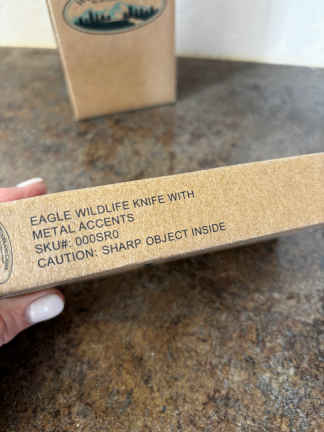 EAGLE WILDLIFE KNIFE WITH
METAL ACCENTS
SKU#: 000SR0
CAUTION: SHARP OBJECT INSIDE